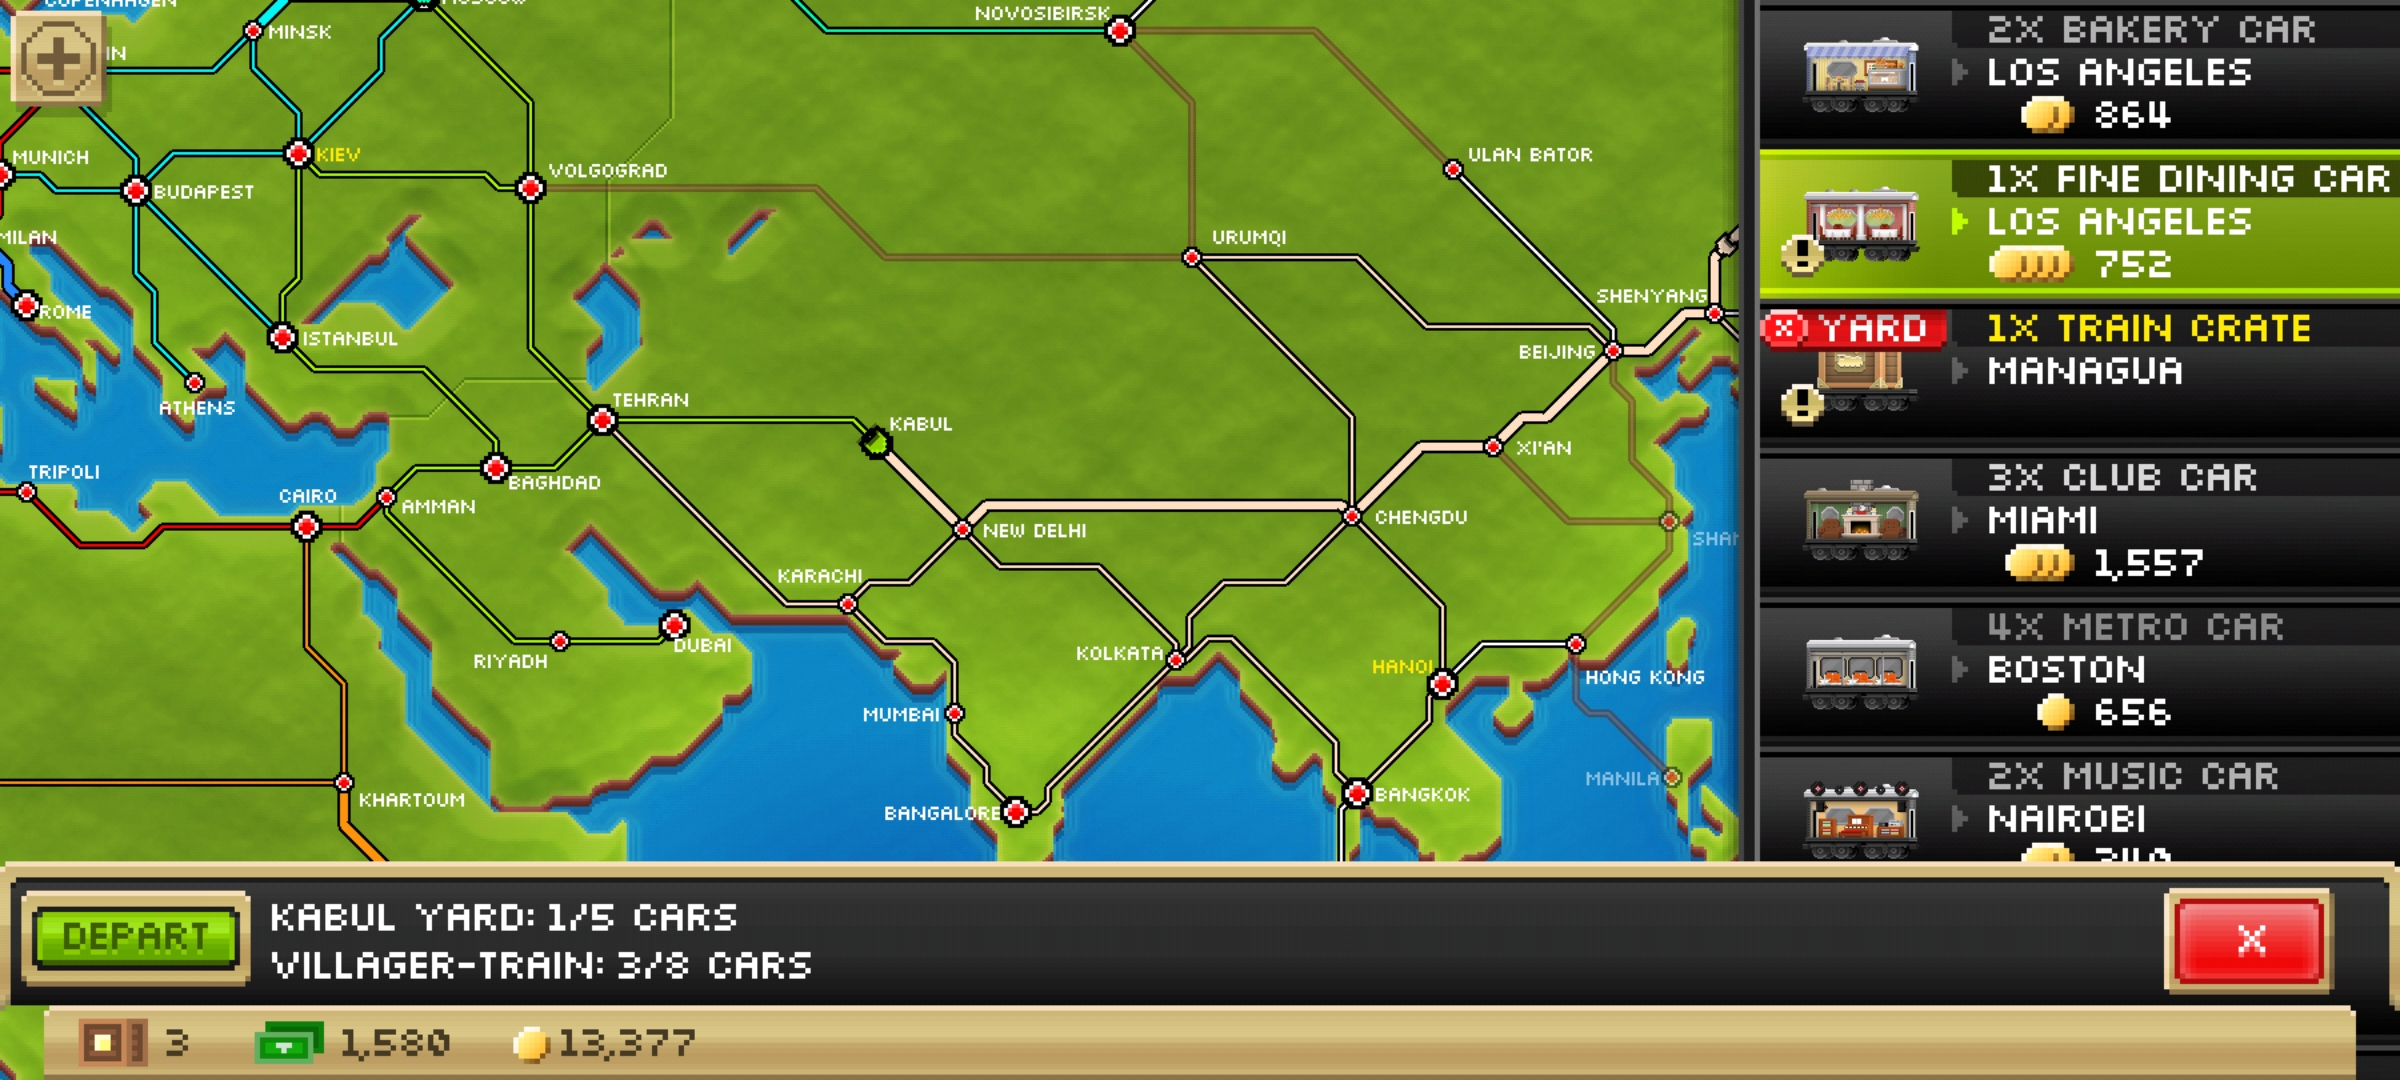 COPENHAGEN
NOVOSIBIRSK
MINSK
KIEV
VOLGOGRAD
ULAN BATOR
MUNICH
BUDAPEST
MILAN
URUMQI
SHENYANG
ROME
ISTANBUL
BEIJING
ATHENS
TEHRAN
KABUL
XI'AN
TRIPOLI
CAIRO
BAGHDAD
AMMAN
NEW DELHI
CHENGDU
KARACHI
RIYADH
DUBAI
KOLKATA
HANOI
HONG KONG
MUMBAI
MANILA
KHARTOUM
BANGALORE
BANGKOK
2X BAKERY CAR
LOS ANGELES
864
1X FINE DINING CAR
LOS ANGELES
752
YARD
1X TRAIN CRATE
MANAGUA
3X CLUB CAR
MIAMI
1,557
4X METRO CAR
BOSTON
656
2X MUSIC CAR
NAIROBI
DEPART
KABUL YARD: 1/5 CARS
VILLAGER-TRAIN: 3/8 CARS
X
3
1,580
13,377